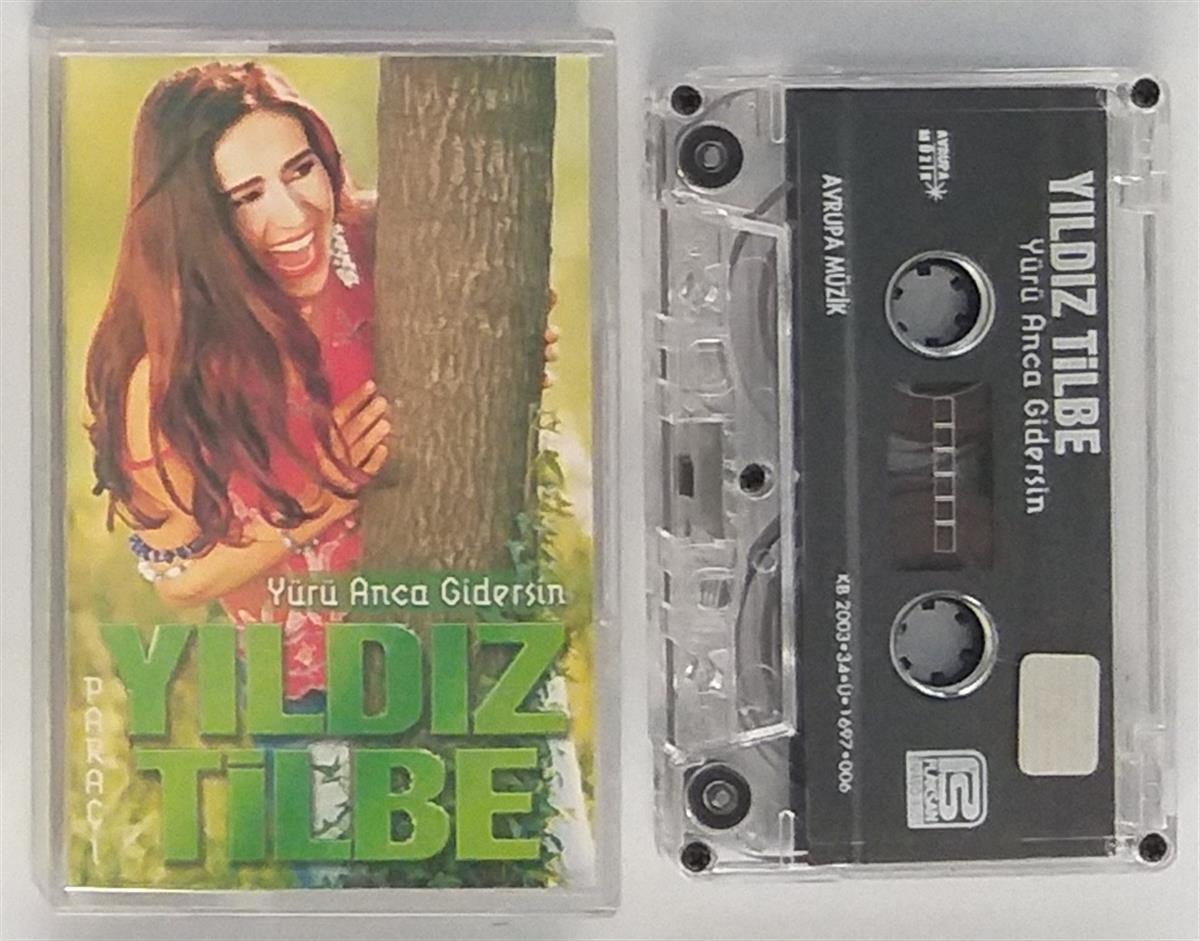 Yürü Anca Gidersin
YILDIZ
TiLBE
PARACI
YILDIZ TiLBE
Yürü Anca Gidersin
AVRUPA
MÜZİK
AVRUPA MÜZİK
KB 2003•34•Ü•1697•006